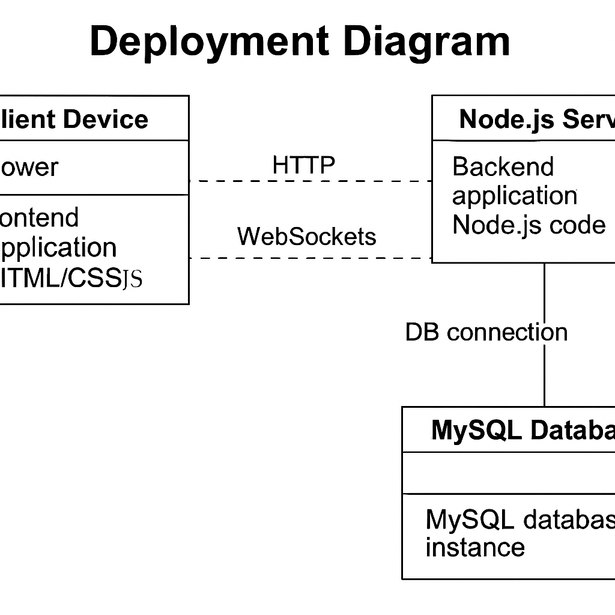 Deployment Diagram
lient Device
ower
ontend
pplication
ITML/CSSJS
HTTP
WebSockets
Node.js Serv
Backend
application
Node.js code
DB connection
MySQL Databa
MySQL databas
instance